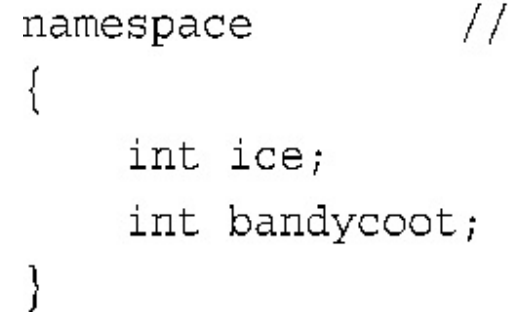 namespace //
{
int ice;
int bandycoot;
}